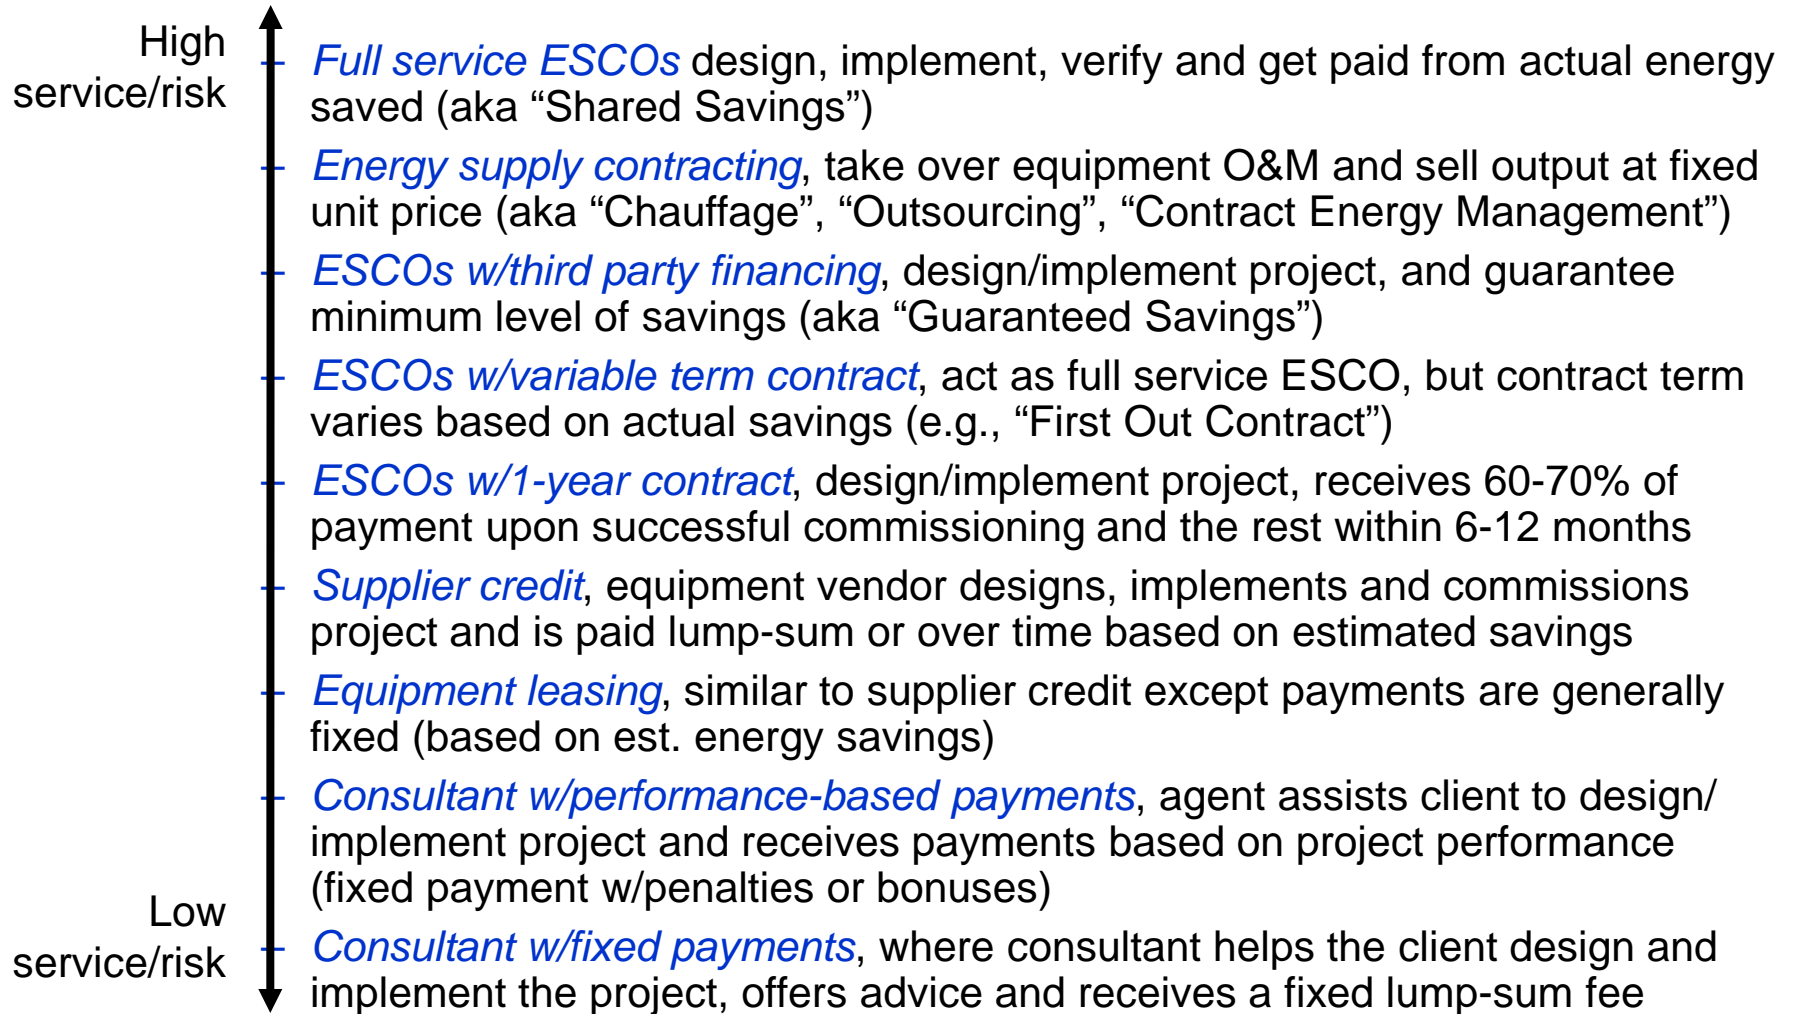 High
service/risk
– Full service ESCOs design, implement, verify and get paid from actual energy
saved (aka “Shared Savings”)
– Energy supply contracting, take over equipment O&M and sell output at fixed
unit price (aka “Chauffage”, “Outsourcing”, “Contract Energy Management”)
– ESCOs w/third party financing, design/implement project, and guarantee
minimum level of savings (aka “Guaranteed Savings”)
– ESCOs w/variable term contract, act as full service ESCO, but contract term
varies based on actual savings (e.g., “First Out Contract”)
– ESCOs w/1-year contract, design/implement project, receives 60-70% of
payment upon successful commissioning and the rest within 6-12 months
– Supplier credit, equipment vendor designs, implements and commissions
project and is paid lump-sum or over time based on estimated savings
– Equipment leasing, similar to supplier credit except payments are generally
fixed (based on est. energy savings)
– Consultant w/performance-based payments, agent assists client to design/
implement project and receives payments based on project performance
(fixed payment w/penalties or bonuses)
Low
service/risk
– Consultant w/fixed payments, where consultant helps the client design and
implement the project, offers advice and receives a fixed lump-sum fee